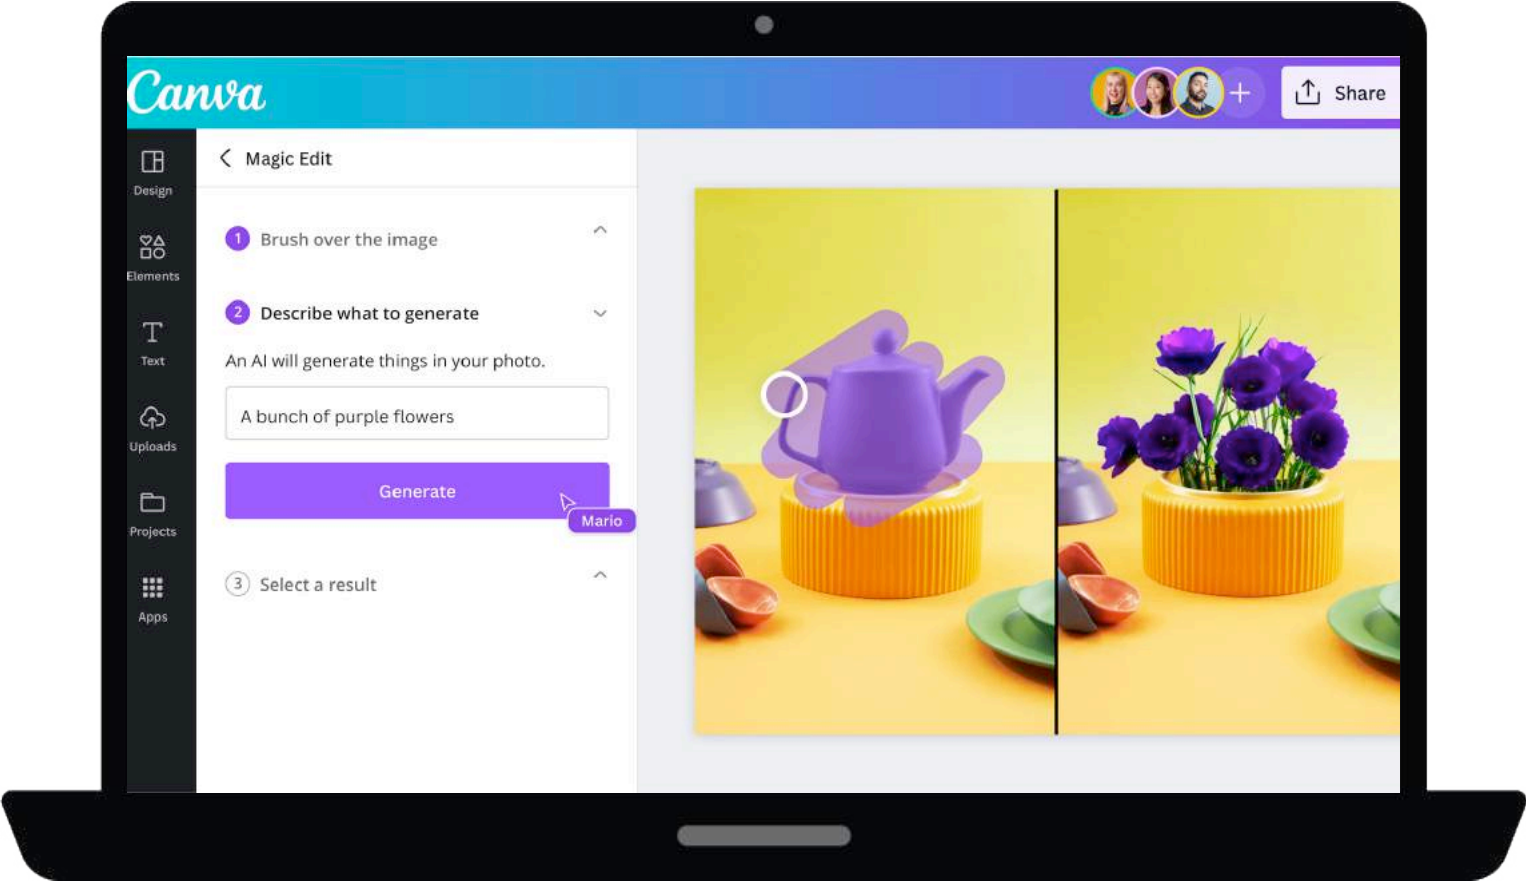 Canva
Share
Design
Elements
Text
Uploads
Projects
Apps
Magic Edit
1 Brush over the image
2 Describe what to generate
An AI will generate things in your photo.
A bunch of purple flowers
Generate
Mario
3 Select a result